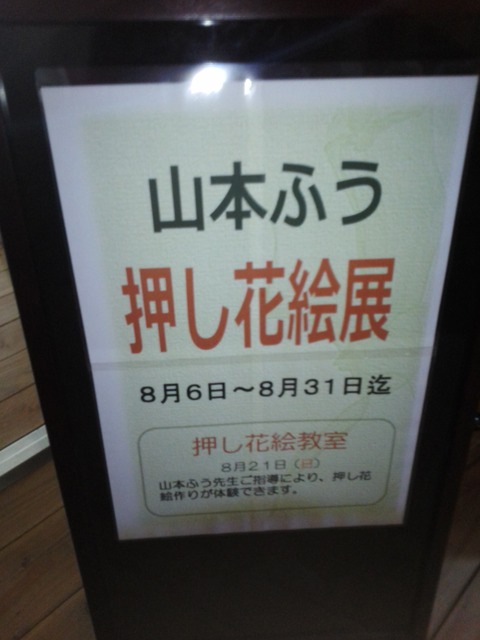 山本ふう
押し花絵展
8月6日～8月31日迄
押し花絵教室
8月21日(日)
山本ふう先生ご指導により、押し花
絵作りが体験できます。